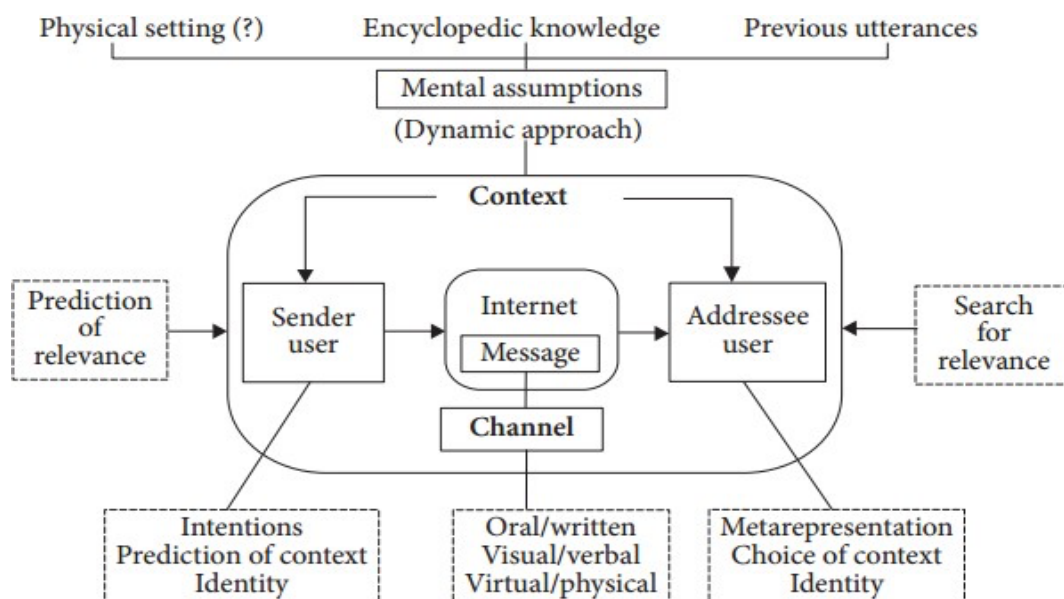 Physical setting (?)
Encyclopedic knowledge
Previous utterances
Mental assumptions
(Dynamic approach)
Context
Prediction
of
relevance
Sender
user
Internet
Message
Addressee
user
Search
for
relevance
Channel
Intentions
Prediction of context
Identity
Oral/written
Visual/verbal
Virtual/physical
Metarepresentation
Choice of context
Identity